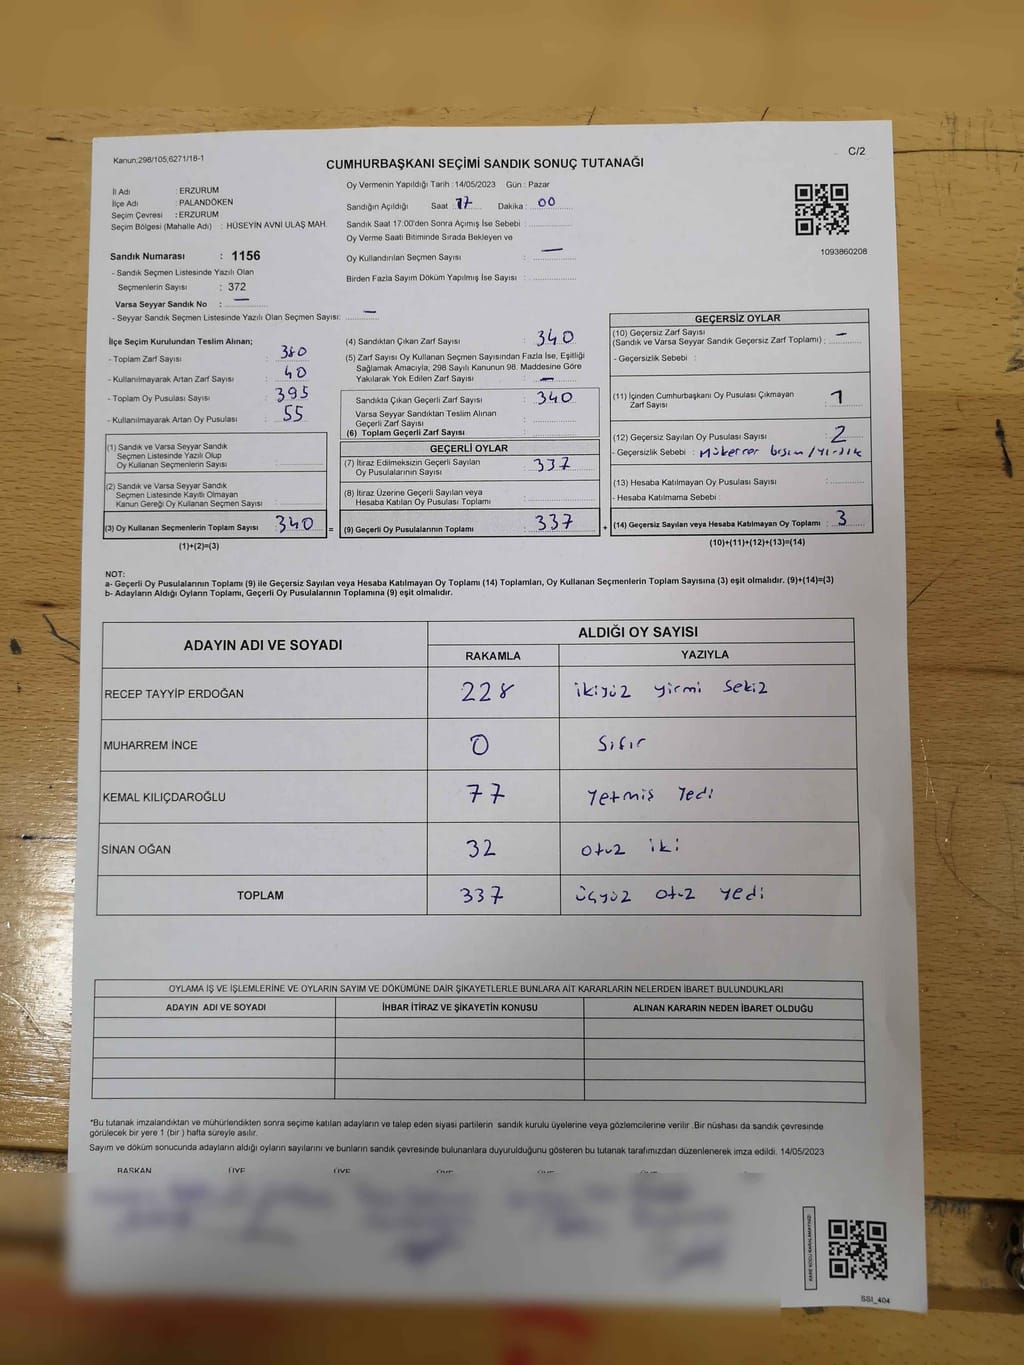 Kanun;298/105;6271/18-1
C/2
CUMHURBAŞKANI SEÇİMİ SANDIK SONUÇ TUTANAĞI
İl Adı : ERZURUM
İlçe Adı : PALANDÖKEN
Seçim Çevresi : ERZURUM
Seçim Bölgesi (Mahalle Adı) : HÜSEYİN AVNİ ULAŞ MAH.
Sandık Numarası : 1156
- Sandık Seçmen Listesinde Yazılı Olan
Seçmenlerin Sayısı : 372
Varsa Seyyar Sandık No : —
- Seyyar Sandık Seçmen Listesinde Yazılı Olan Seçmen Sayısı: —
Oy Vermenin Yapıldığı Tarih : 14/05/2023 Gün : Pazar
Sandığın Açıldığı Saat : 17 Dakika : 00
Sandık Saat 17:00'den Sonra Açımış İse Sebebi :
Oy Verme Saati Bitiminde Sırada Bekleyen ve
Oy Kullandırılan Seçmen Sayısı : —
Birden Fazla Sayım Döküm Yapılmış İse Sayısı :
1093860208
İlçe Seçim Kurulundan Teslim Alınan;
- Toplam Zarf Sayısı : 380
- Kullanılmayarak Artan Zarf Sayısı : 40
- Toplam Oy Pusulası Sayısı : 395
- Kullanılmayarak Artan Oy Pusulası : 55
(1) Sandık ve Varsa Seyyar Sandık
Seçmen Listesinde Yazılı Olup
Oy Kullanan Seçmenlerin Sayısı :
(2) Sandık ve Varsa Seyyar Sandık
Seçmen Listesinde Kayıtlı Olmayan
Kanun Gereği Oy Kullanan Seçmen Sayısı :
(3) Oy Kullanan Seçmenlerin Toplam Sayısı : 340
(1)+(2)=(3)
=
(4) Sandıktan Çıkan Zarf Sayısı : 340
(5) Zarf Sayısı Oy Kullanan Seçmen Sayısından Fazla İse, Eşitliği
Sağlamak Amacıyla, 298 Sayılı Kanunun 98. Maddesine Göre
Yakılarak Yok Edilen Zarf Sayısı : —
Sandıkta Çıkan Geçerli Zarf Sayısı : 340
Varsa Seyyar Sandıktan Teslim Alınan
Geçerli Zarf Sayısı :
(6) Toplam Geçerli Zarf Sayısı :
GEÇERLİ OYLAR
(7) İtiraz Edilmeksizin Geçerli Sayılan
Oy Pusulalarının Sayısı : 337
(8) İtiraz Üzerine Geçerli Sayılan veya
Hesaba Katılan Oy Pusulası Toplamı :
(9) Geçerli Oy Pusulalarının Toplamı : 337
+
GEÇERSİZ OYLAR
(10) Geçersiz Zarf Sayısı
(Sandık ve Varsa Seyyar Sandık Geçersiz Zarf Toplamı) : —
- Geçersizlik Sebebi :
(11) İçinden Cumhurbaşkanı Oy Pusulası Çıkmayan
Zarf Sayısı : 1
(12) Geçersiz Sayılan Oy Pusulası Sayısı : 2
- Geçersizlik Sebebi : Mükerrer basım / yırtık
(13) Hesaba Katılmayan Oy Pusulası Sayısı :
- Hesaba Katılmama Sebebi :
(14) Geçersiz Sayılan veya Hesaba Katılmayan Oy Toplamı : 3
(10)+(11)+(12)+(13)=(14)
NOT:
a- Geçerli Oy Pusulalarının Toplamı (9) ile Geçersiz Sayılan veya Hesaba Katılmayan Oy Toplamı (14) Toplamları, Oy Kullanan Seçmenlerin Toplam Sayısına (3) eşit olmalıdır. (9)+(14)=(3)
b- Adayların Aldığı Oyların Toplamı, Geçerli Oy Pusulalarının Toplamına (9) eşit olmalıdır.
ADAYIN ADI VE SOYADI
ALDIĞI OY SAYISI
RAKAMLA YAZIYLA
RECEP TAYYİP ERDOĞAN 228 ikiyüz yirmi sekiz
MUHARREM İNCE 0 Sıfır
KEMAL KILIÇDAROĞLU 77 Yetmiş Yedi
SİNAN OĞAN 32 otuz iki
TOPLAM 337 üçyüz otuz yedi
OYLAMA İŞ VE İŞLEMLERİNE VE OYLARIN SAYIM VE DÖKÜMÜNE DAİR ŞİKAYETLERLE BUNLARA AİT KARARLARIN NELERDEN İBARET BULUNDUKLARI
ADAYIN ADI VE SOYADI İHBAR İTİRAZ VE ŞİKAYETİN KONUSU ALINAN KARARIN NEDEN İBARET OLDUĞU
*Bu tutanak imzalandıktan ve mühürlendikten sonra seçime katılan adayların ve talep eden siyasi partilerin sandık kurulu üyelerine veya gözlemcilerine verilir .Bir nüshası da sandık çevresinde
görülecek bir yere 1 (bir ) hafta süreyle asılır.
Sayım ve döküm sonucunda adayların aldığı oyların sayılarını ve bunların sandık çevresinde bulunanlara duyurulduğunu gösteren bu tutanak tarafımızdan düzenlenerek imza edildi. 14/05/2023
BAŞKAN ÜYE ÜYE ÜYE ÜYE ÜYE
KARE KODU KARALAMAYINIZ!
SSI_404